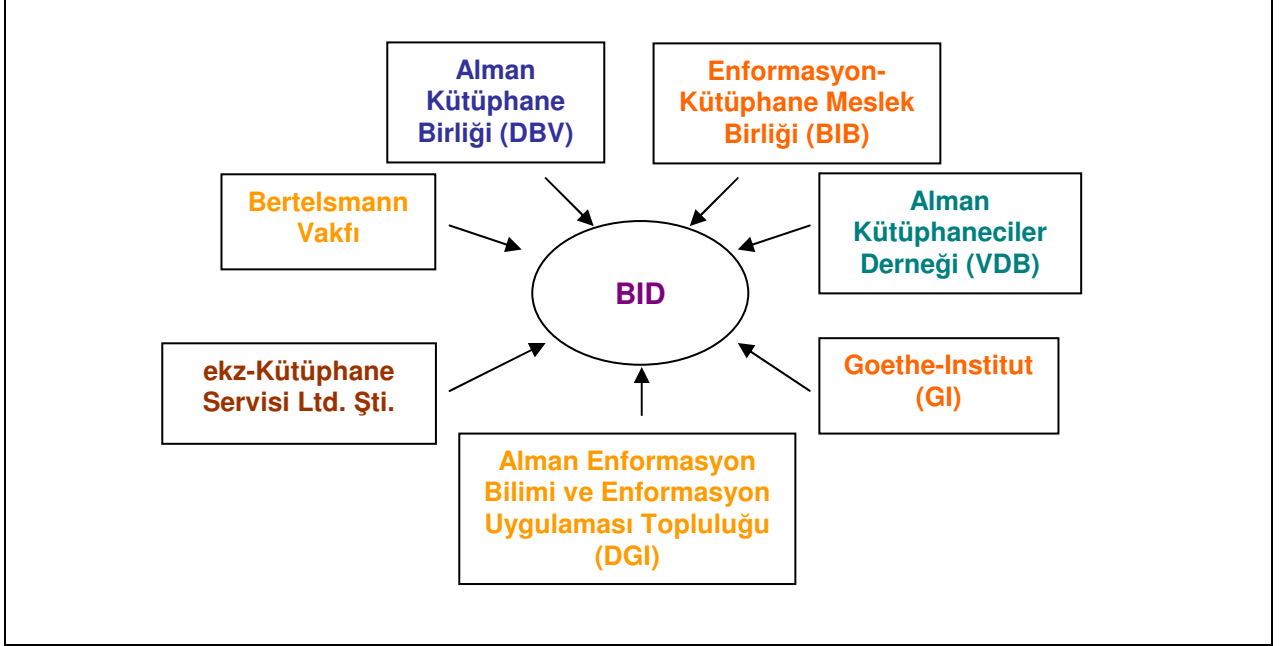 Alman
Kütüphane
Birliği (DBV)
Enformasyon-
Kütüphane Meslek
Birliği (BIB)
Bertelsmann
Vakfı
Alman
Kütüphaneciler
Derneği (VDB)
BID
ekz-Kütüphane
Servisi Ltd. Şti.
Goethe-Institut
(GI)
Alman Enformasyon
Bilimi ve Enformasyon
Uygulaması Topluluğu
(DGI)